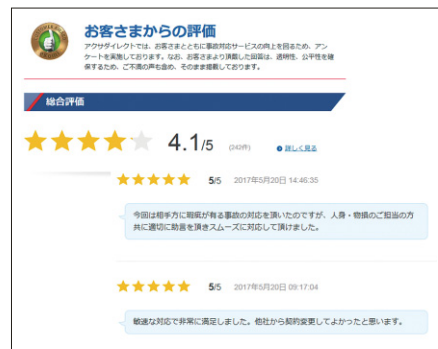 お客さまからの評価
アクサダイレクトでは、お客さまとともに事故対応サービスの向上を図るため、アン
ケートを実施しております。なお、お客さまより頂戴した回答は、透明性、公平性を確
保するため、ご不満の声も含め、そのまま掲載しております。
総合評価
4.1/5 (242件) 詳しく見る
5/5 2017年5月20日 14:46:35
今回は相手方に瑕疵が有る事故の対応を頂いたのですが、人身・物損のご担当の方
共に適切に助言を頂きスムーズに対応して頂けました。
5/5 2017年5月20日 09:17:04
敏速な対応で非常に満足しました。他社から契約変更してよかったと思います。